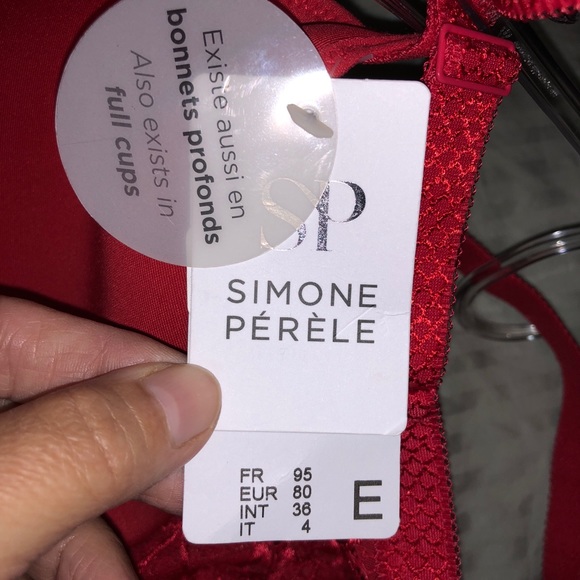 Existe aussi en
bonnets profonds
Also exists in
full cups
SP
SIMONE
PÉRÈLE
FR 95
EUR 80
INT 36
IT 4
E